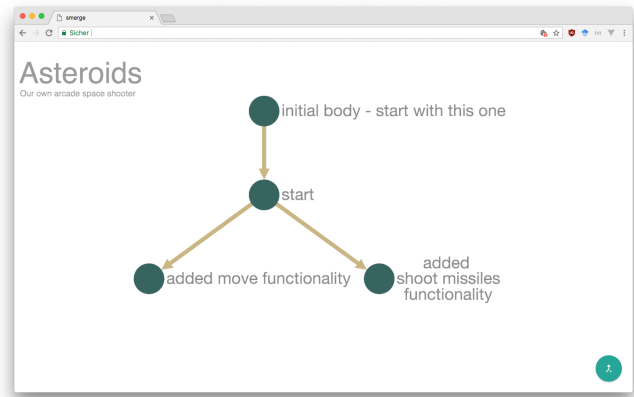 smerge
Sicher
Asteroids
Our own arcade space shooter
initial body - start with this one
start
added move functionality
added
shoot missiles
functionality